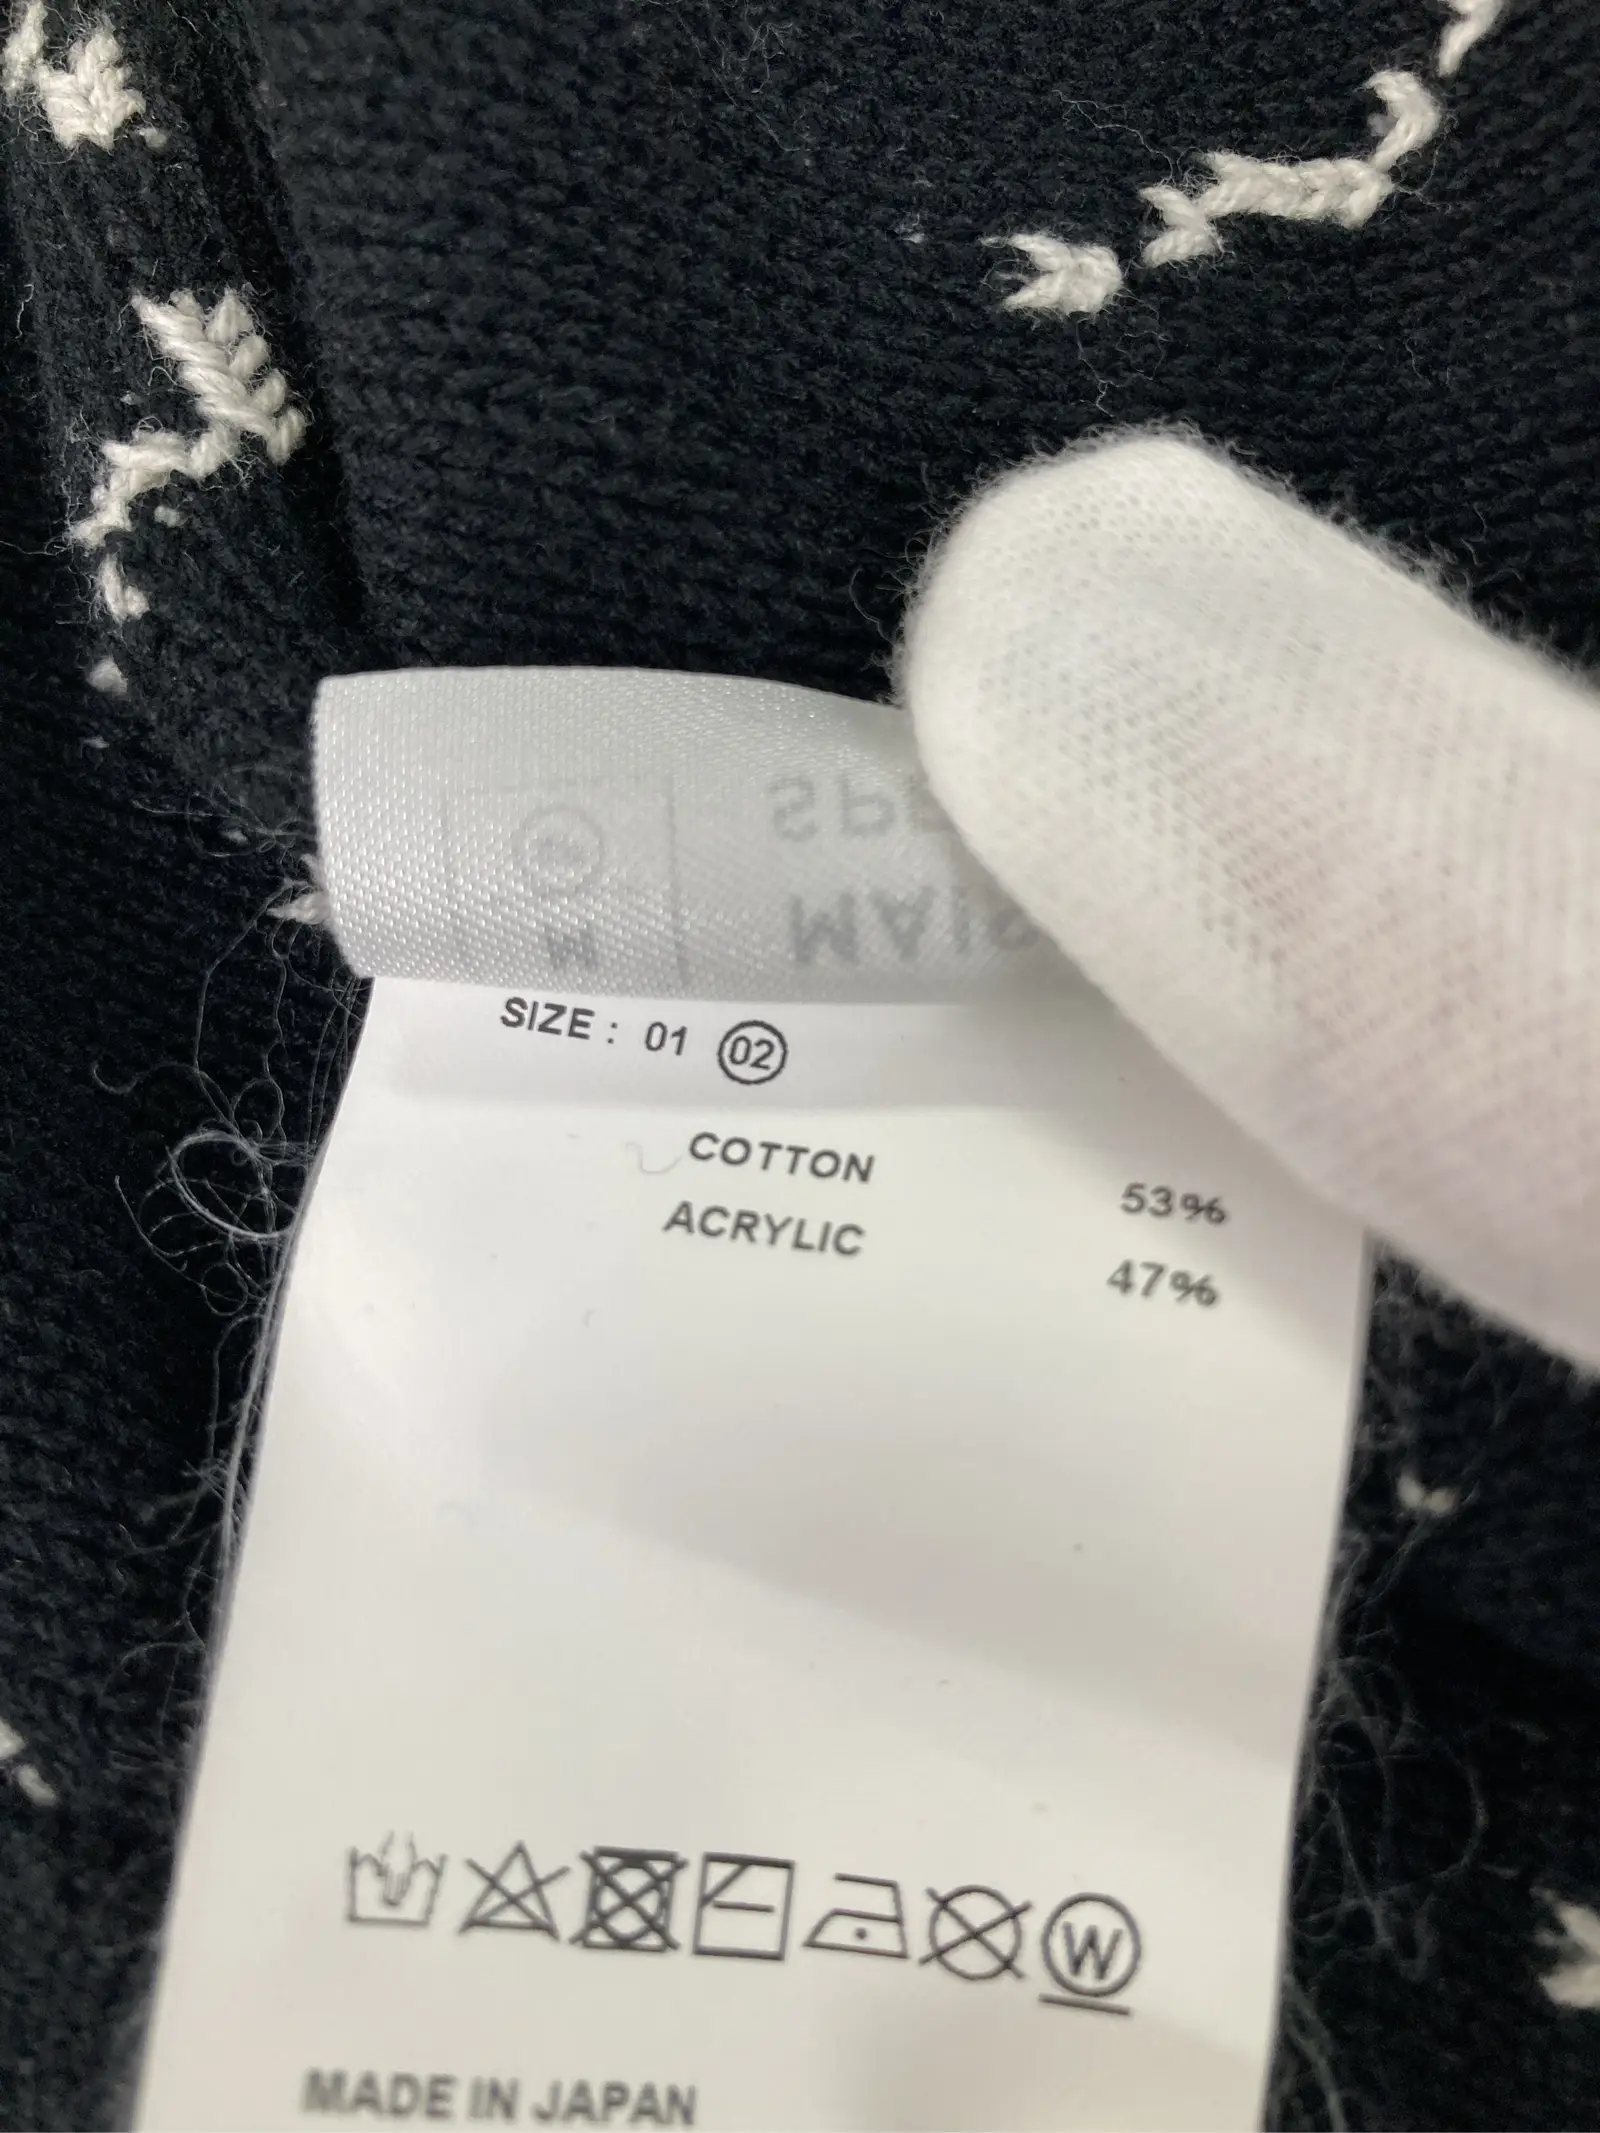 SIZE : 01 02
COTTON 53%
ACRYLIC 47%
W
MADE IN JAPAN